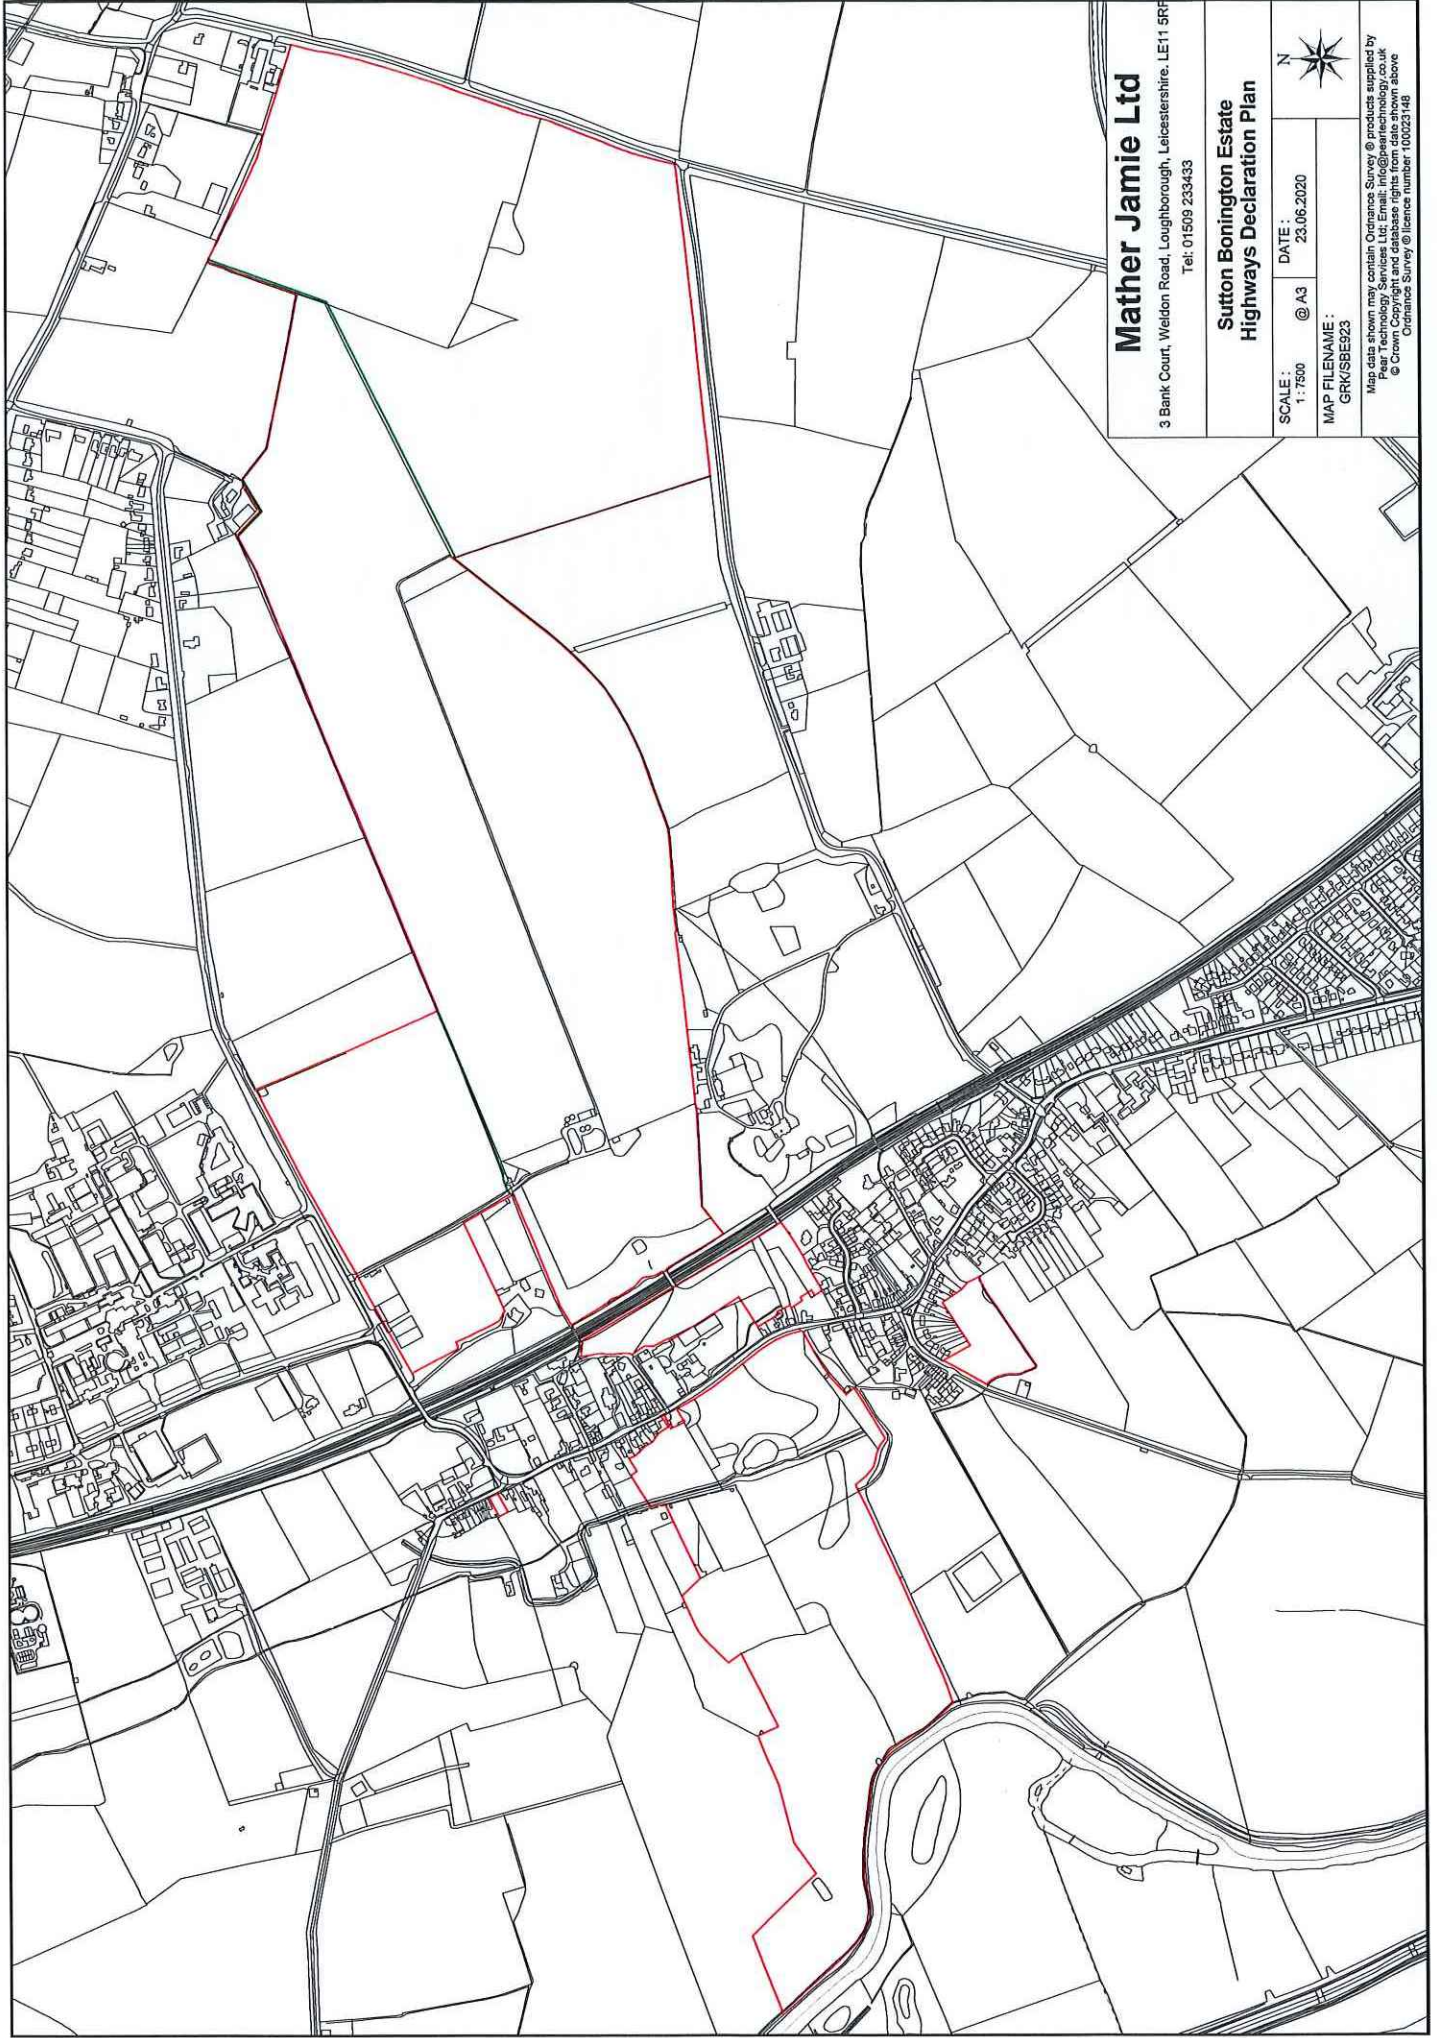 Mather Jamie Ltd
3 Bank Court, Weldon Road, Loughborough, Leicestershire. LE11 5RF
Tel: 01509 233433
Sutton Bonington Estate
Highways Declaration Plan
SCALE :
1 : 7500 @ A3
DATE :
23.06.2020
N
MAP FILENAME :
GRK/SBE923
Map data shown may contain Ordnance Survey ® products supplied by
Pear Technology Services Ltd; Email: info@peartechnology.co.uk
© Crown Copyright and database rights from date shown above
Ordnance Survey ® licence number 100023148